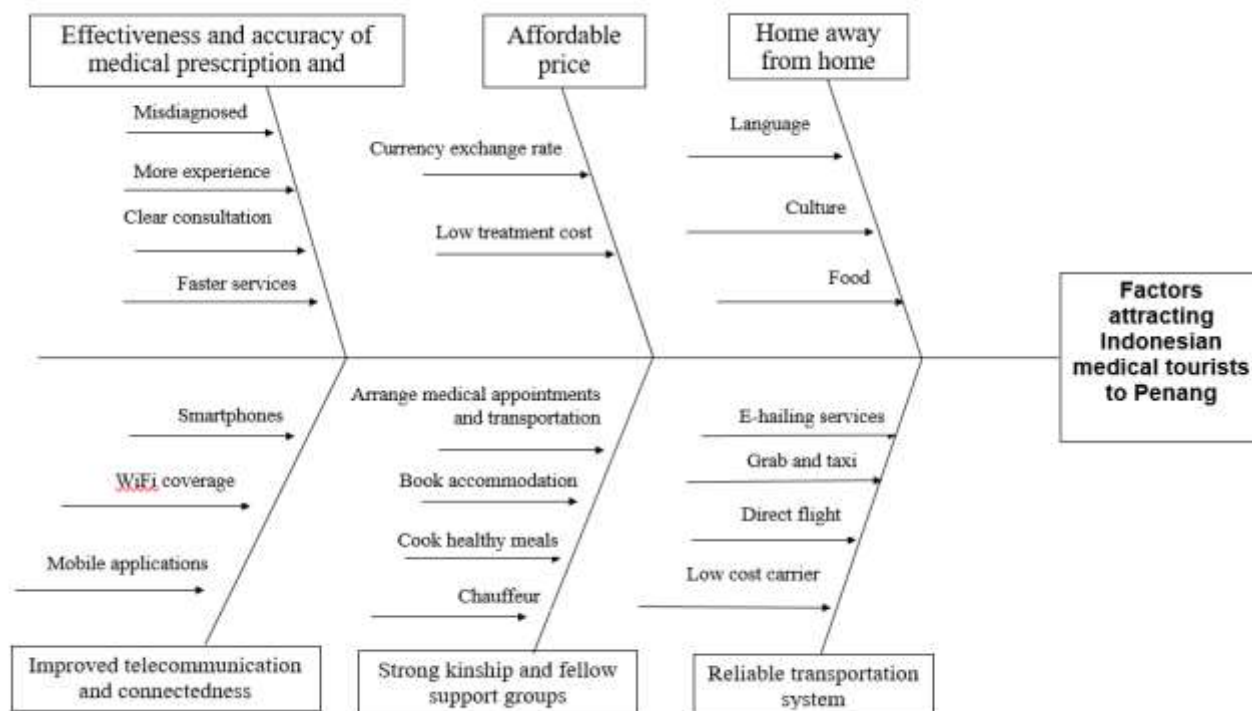 Effectiveness and accuracy of
medical prescription and
Affordable
price
Home away
from home
Misdiagnosed
More experience
Clear consultation
Faster services
Currency exchange rate
Low treatment cost
Language
Culture
Food
Factors
attracting
Indonesian
medical tourists
to Penang
Smartphones
WiFi coverage
Mobile applications
Arrange medical appointments
and transportation
Book accommodation
Cook healthy meals
Chauffeur
E-hailing services
Grab and taxi
Direct flight
Low cost carrier
Improved telecommunication
and connectedness
Strong kinship and fellow
support groups
Reliable transportation
system